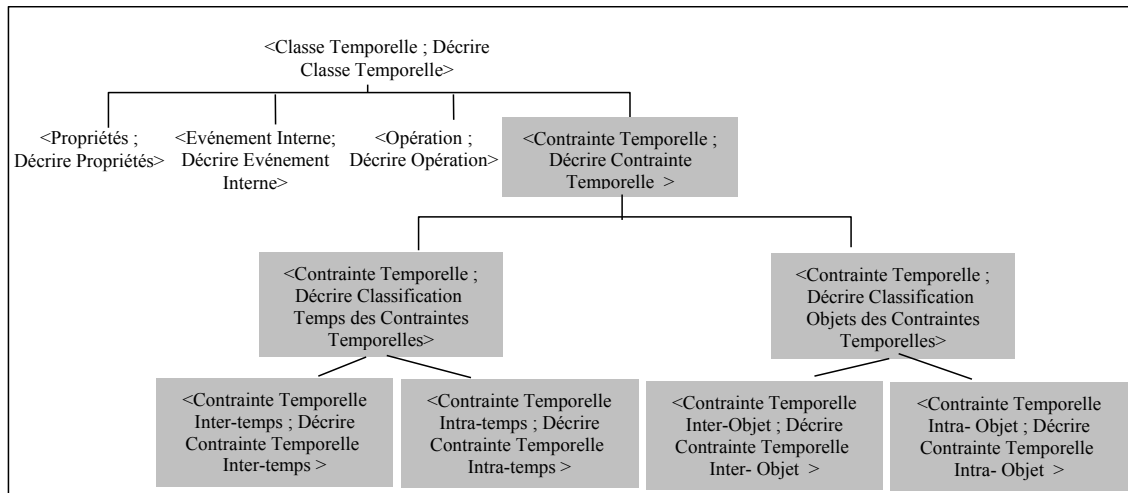 <Classe Temporelle ; Décrire
Classe Temporelle>
<Propriétés ;
Décrire Propriétés>
<Evénement Interne;
Décrire Evénement
Interne>
<Opération ;
Décrire Opération>
<Contrainte Temporelle ;
Décrire Contrainte
Temporelle >
<Contrainte Temporelle ;
Décrire Classification
Temps des Contraintes
Temporelles>
<Contrainte Temporelle ;
Décrire Classification
Objets des Contraintes
Temporelles>
<Contrainte Temporelle
Inter-temps ; Décrire
Contrainte Temporelle
Inter-temps >
<Contrainte Temporelle
Intra-temps ; Décrire
Contrainte Temporelle
Intra-temps >
<Contrainte Temporelle
Inter-Objet ; Décrire
Contrainte Temporelle
Inter- Objet >
<Contrainte Temporelle
Intra- Objet ; Décrire
Contrainte Temporelle
Intra- Objet >